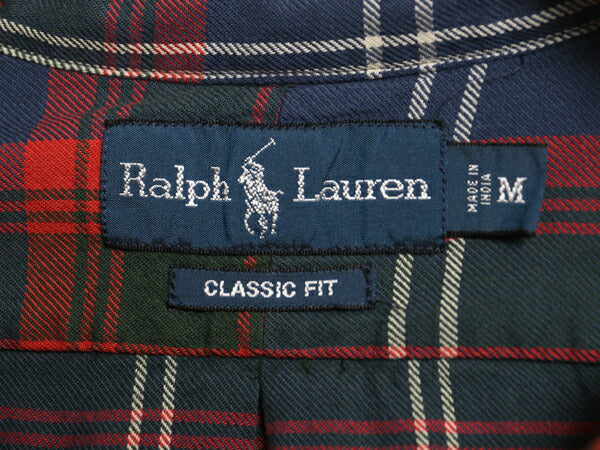 Ralph Lauren
MADE IN
INDIA
M
CLASSIC FIT